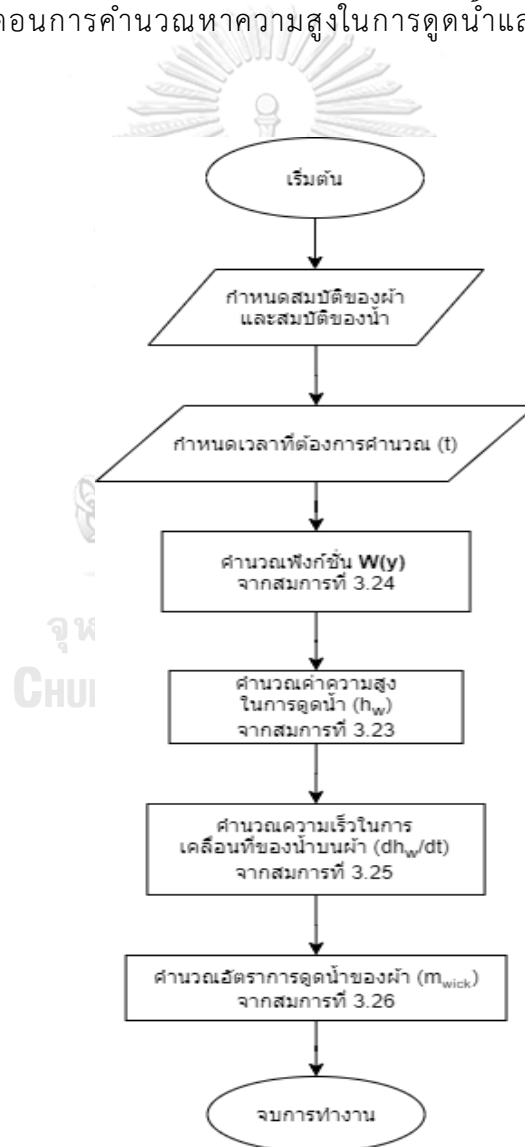 การคำนวณหาความสูงในการดูดน้ำ
เริ่มต้น
กำหนดสมบัติของผ้า
และสมบัติของน้ำ
กำหนดเวลาที่ต้องการคำนวณ (t)
คำนวณฟังก์ชั่น W(y)
จากสมการที่ 3.24
คำนวณค่าความสูง
ในการดูดน้ำ (hw)
จากสมการที่ 3.23
คำนวณความเร็วในการ
เคลื่อนที่ของน้ำบนผ้า (dhw/dt)
จากสมการที่ 3.25
คำนวณอัตราการดูดน้ำของผ้า (mwick)
จากสมการที่ 3.26
จบการทำงาน